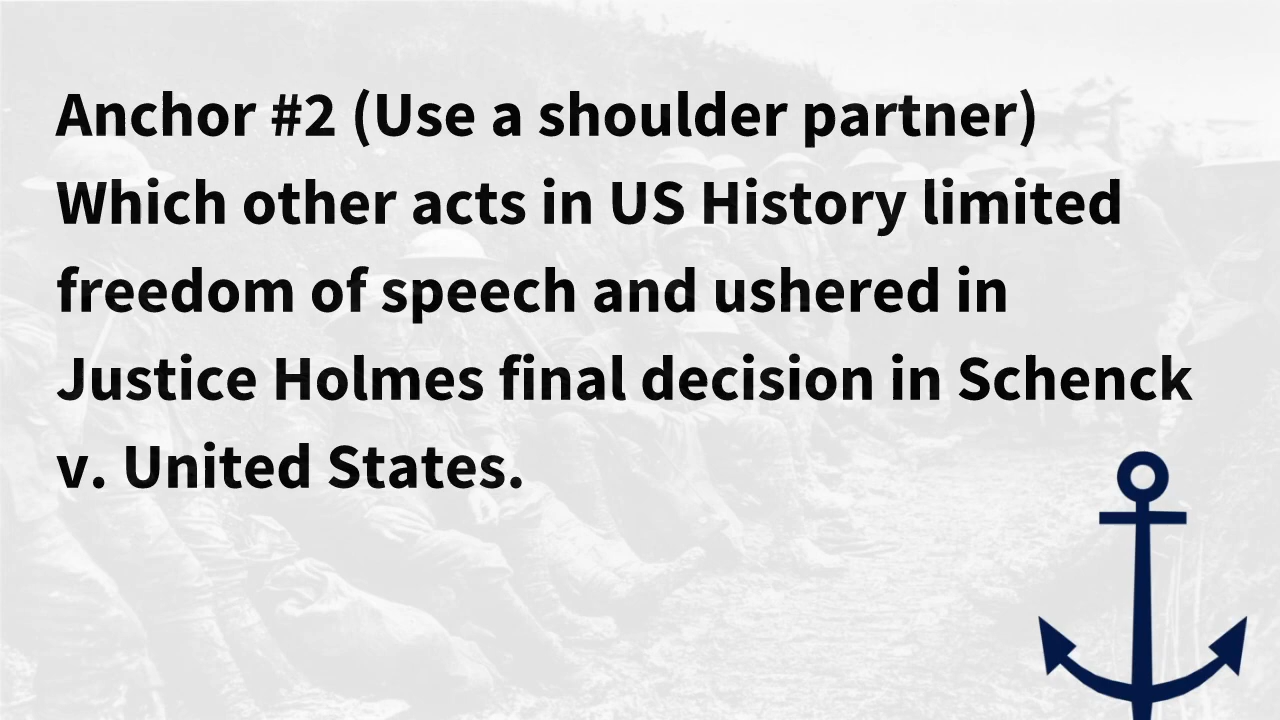 Anchor #2 (Use a shoulder partner)
Which other acts in US History limited
freedom of speech and ushered in
Justice Holmes final decision in Schenck
v. United States.